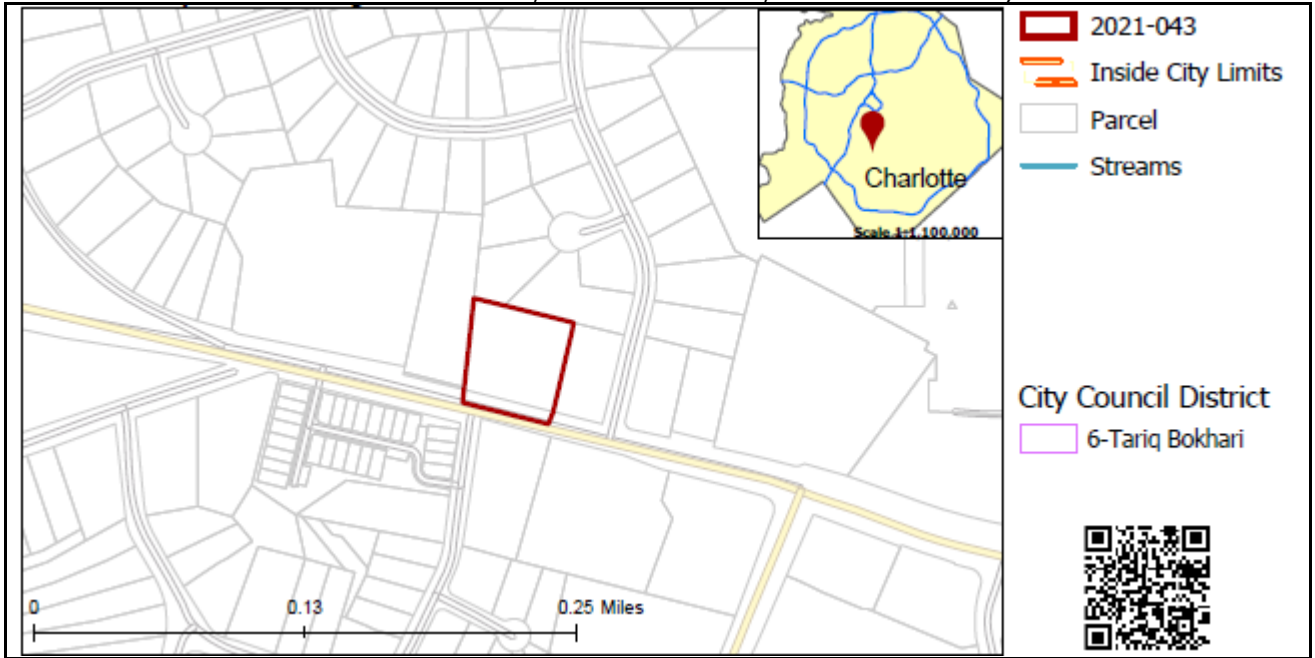 2021-043
Inside City Limits
Parcel
Streams
Charlotte
Scale 1:1,100,000
City Council District
6-Tariq Bokhari
0 0.13 0.25 Miles